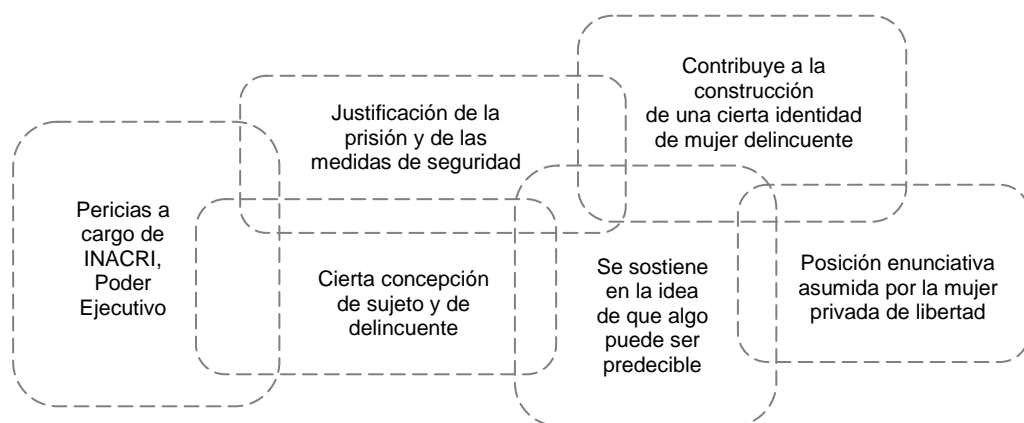 Pericias a
cargo de
INACRI,
Poder
Ejecutivo
Justificación de la
prisión y de las
medidas de seguridad
Cierta concepción
de sujeto y de
delincuente
Contribuye a la
construcción
de una cierta identidad
de mujer delincuente
Se sostiene
en la idea
de que algo
puede ser
predecible
Posición enunciativa
asumida por la mujer
privada de libertad